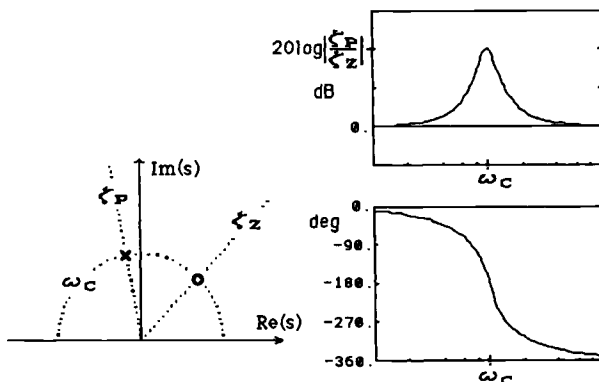 20log|ζP/ζZ|
dB
0.
ωC
Im(s)
ζP
ζZ
ωC
Re(s)
0.
deg
-90.
-180.
-270.
-360.
ωC